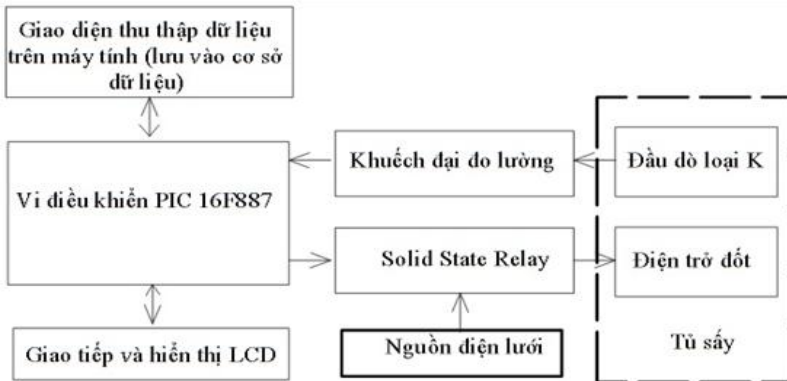 Giao diện thu thập dữ liệu
trên máy tính (lưu vào cơ sở
dữ liệu)
Khuếch đại đo lường
Đầu dò loại K
Vi điều khiển PIC 16F887
Solid State Relay
Điện trở đốt
Giao tiếp và hiển thị LCD
Nguồn điện lưới
Tủ sấy